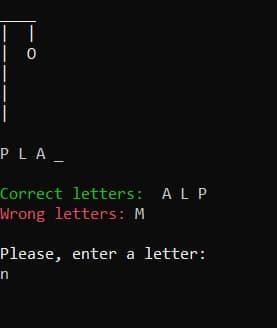 ____
|  |
|  O
|
|
|
P L A _
Correct letters:  A L P
Wrong letters: M
Please, enter a letter:
n